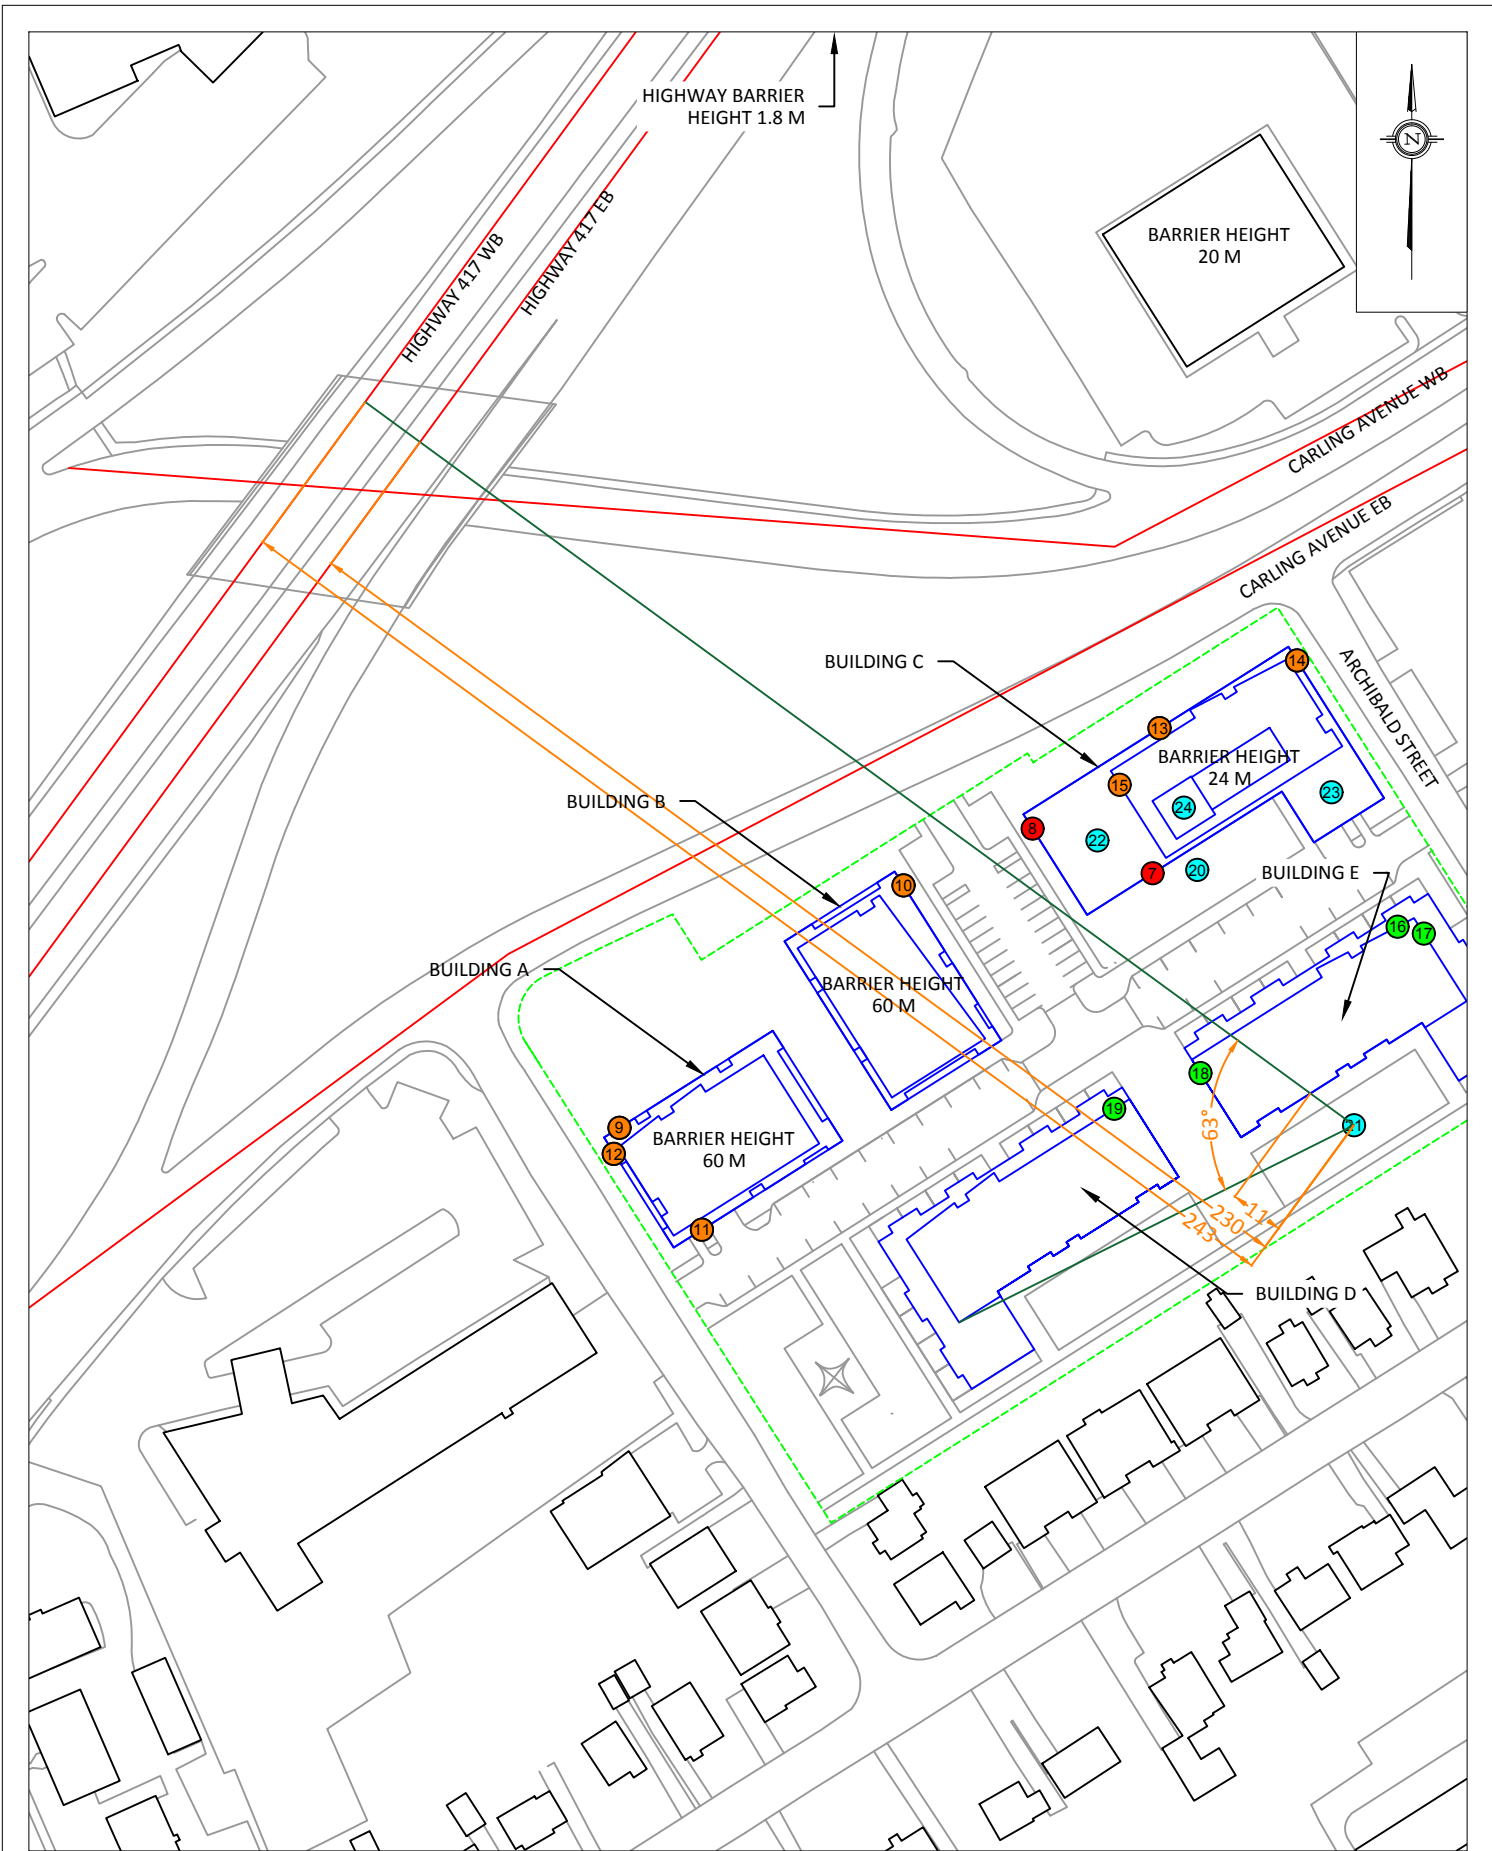 HIGHWAY BARRIER
HEIGHT 1.8 M
N
BARRIER HEIGHT
20 M
HIGHWAY 417 WB
HIGHWAY 417 EB
CARLING AVENUE WB
CARLING AVENUE EB
ARCHIBALD STREET
BUILDING C
14
13
BARRIER HEIGHT
24 M
15
24
23
BUILDING B
8
22
7
20
BUILDING E
10
16
17
BUILDING A
BARRIER HEIGHT
60 M
18
19
9
12
BARRIER HEIGHT
60 M
63°
21
11
11
230
243
BUILDING D